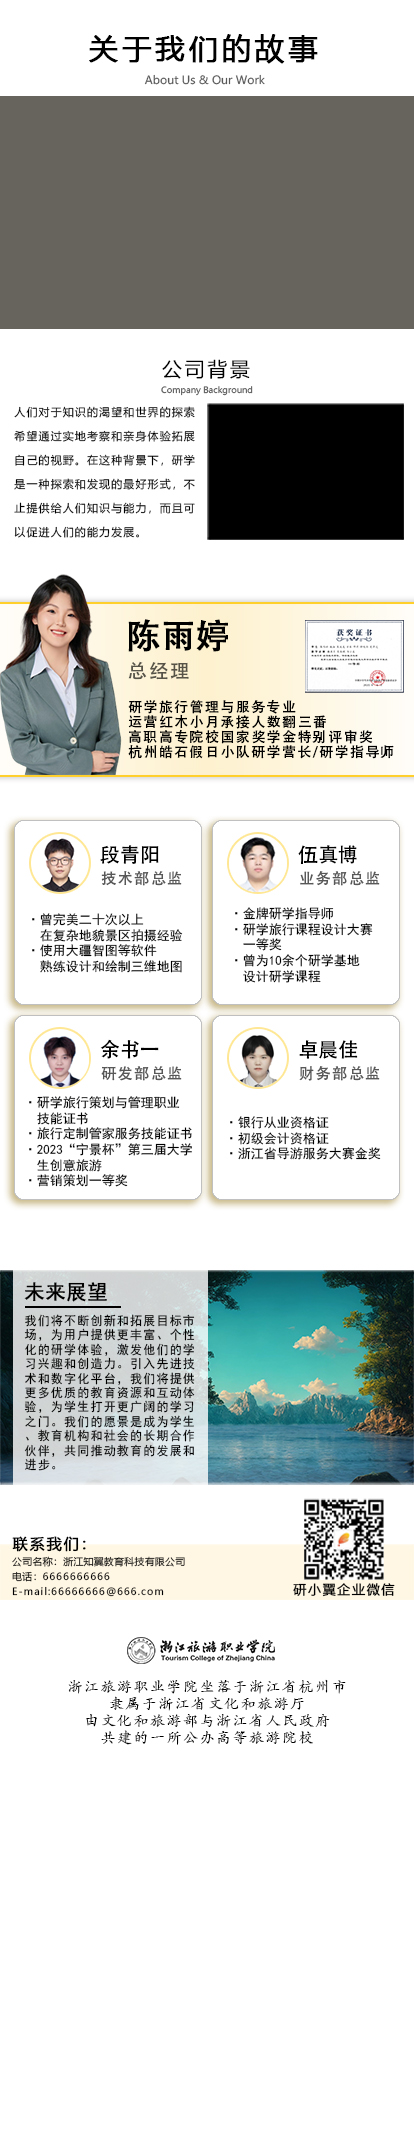 关于我们的故事
About Us & Our Work
公司背景
Company Background
人们对于知识的渴望和世界的探索
希望通过实地考察和亲身体验拓展
自己的视野。在这种背景下，研学
是一种探索和发现的最好形式，不
止提供给人们知识与能力，而且可
以促进人们的能力发展。
陈雨婷
总经理
获奖证书
研学旅行管理与服务专业
运营红木小月承接人数翻三番
高职高专院校国家奖学金特别评审奖
杭州皓石假日小队研学营长/研学指导师
段青阳
技术部总监
·曾完美二十次以上
在复杂地貌景区拍摄经验
·使用大疆智图等软件
熟练设计和绘制三维地图
伍真博
业务部总监
·金牌研学指导师
·研学旅行课程设计大赛
一等奖
·曾为10余个研学基地
设计研学课程
余书一
研发部总监
·研学旅行策划与管理职业
技能证书
·旅行定制管家服务技能证书
·2023“宁景杯”第三届大学
生创意旅游
·营销策划一等奖
卓晨佳
财务部总监
·银行从业资格证
·初级会计资格证
·浙江省导游服务大赛金奖
未来展望
我们将不断创新和拓展目标市
场，为用户提供更丰富、个性
化的研学体验，激发他们的学
习兴趣和创造力。引入先进技
术和数字化平台，我们将提供
更多优质的教育资源和互动体
验，为学生打开更广阔的学习
之门。我们的愿景是成为学生
、教育机构和社会的长期合作
伙伴，共同推动教育的发展和
进步。
联系我们：
公司名称：浙江知翼教育科技有限公司
电话：6666666666
E-mail:66666666@666.com
研小翼企业微信
浙江旅游职业学院
Tourism College of Zhejiang China
浙江旅游职业学院坐落于浙江省杭州市
隶属于浙江省文化和旅游厅
由文化和旅游部与浙江省人民政府
共建的一所公办高等旅游院校